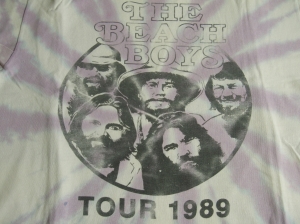 THE
BEACH
BOYS
TOUR 1989